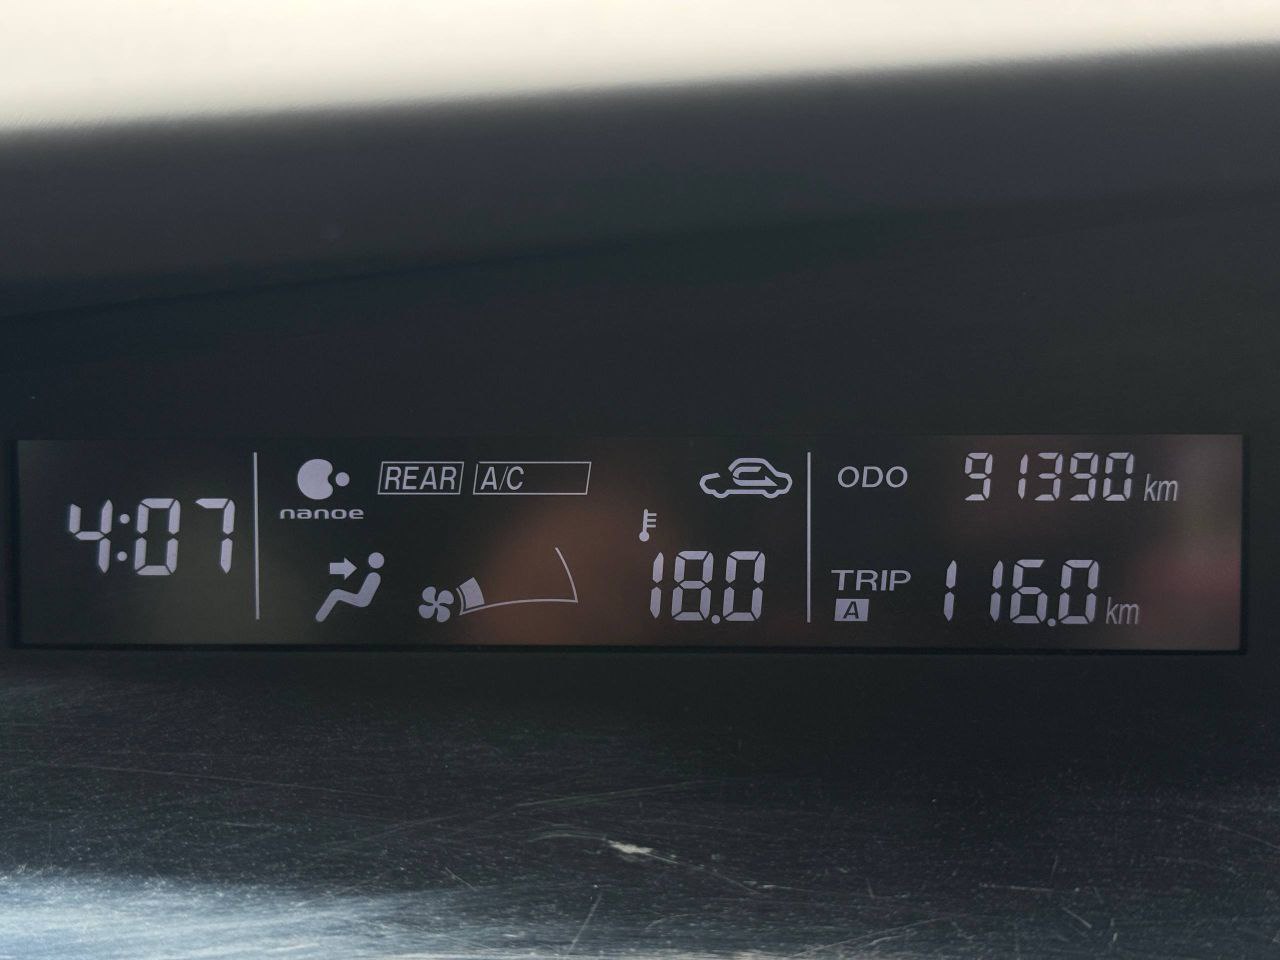 4:07
nanoe
REAR A/C
18.0
ODO 91390 km
TRIP A 116.0 km